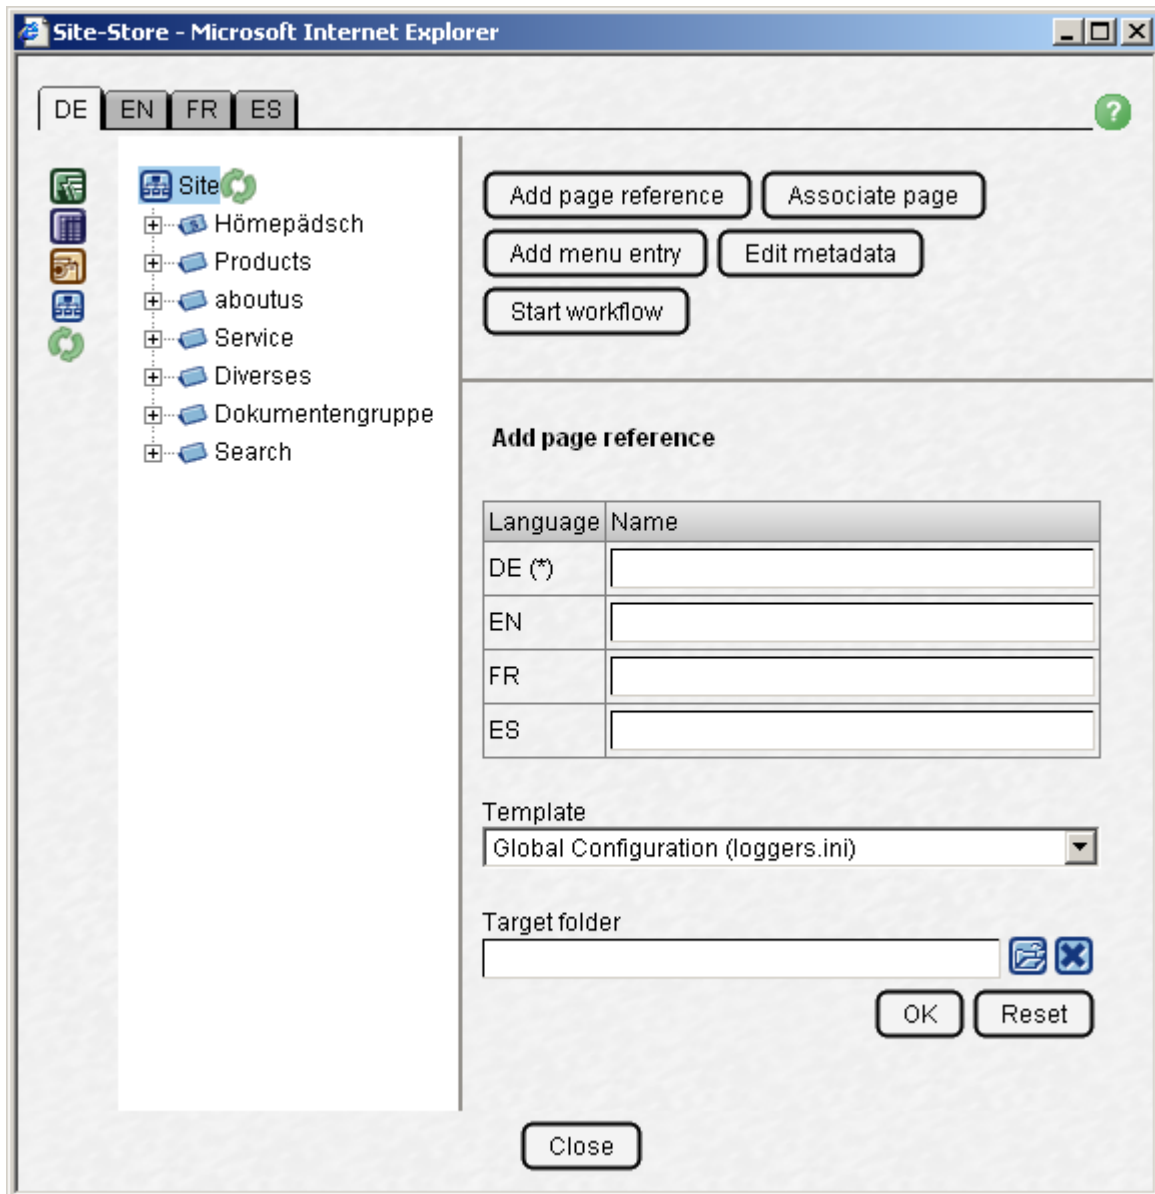 Site-Store - Microsoft Internet Explorer
DE EN FR ES
?
Site
Hömepädsch
Products
aboutus
Service
Diverses
Dokumentengruppe
Search
Add page reference Associate page
Add menu entry Edit metadata
Start workflow
Add page reference
Language Name
DE (*)
EN
FR
ES
Template
Global Configuration (loggers.ini)
Target folder
OK Reset
Close